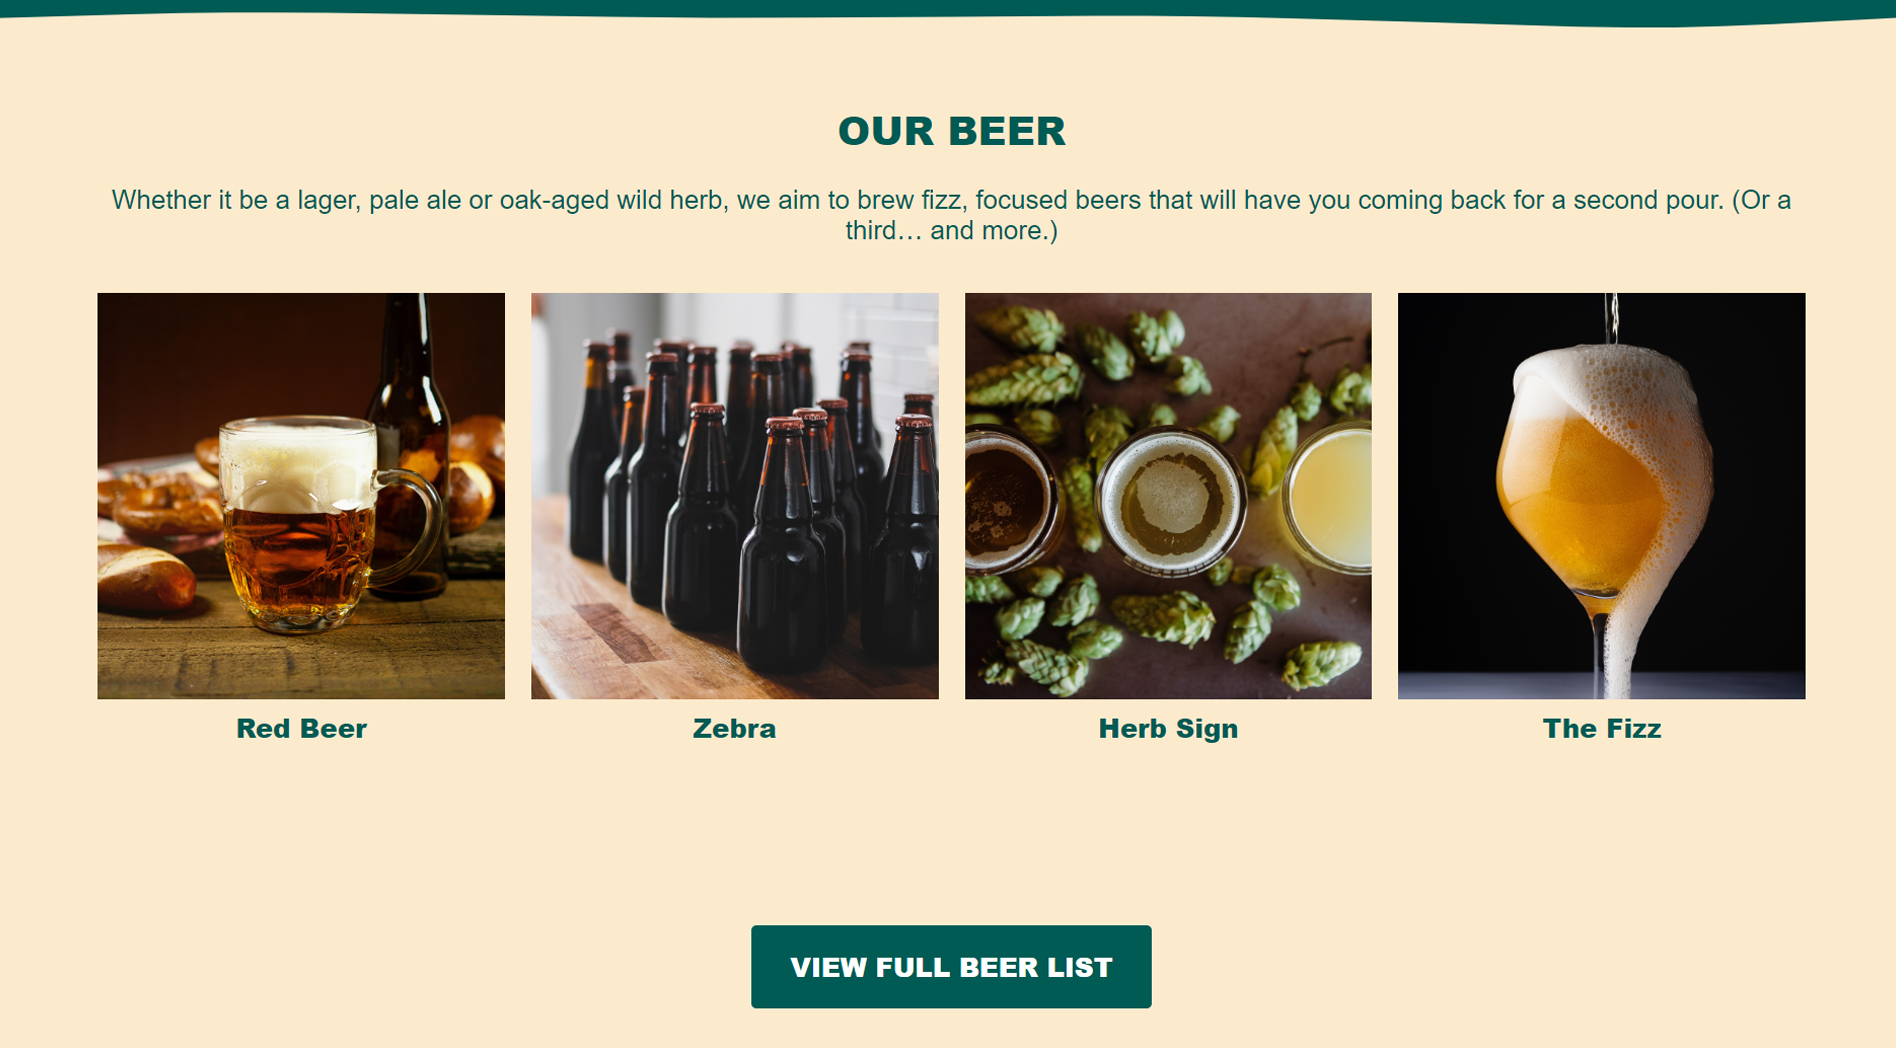 OUR BEER
Whether it be a lager, pale ale or oak-aged wild herb, we aim to brew fizz, focused beers that will have you coming back for a second pour. (Or a
third… and more.)
Red Beer
Zebra
Herb Sign
The Fizz
VIEW FULL BEER LIST